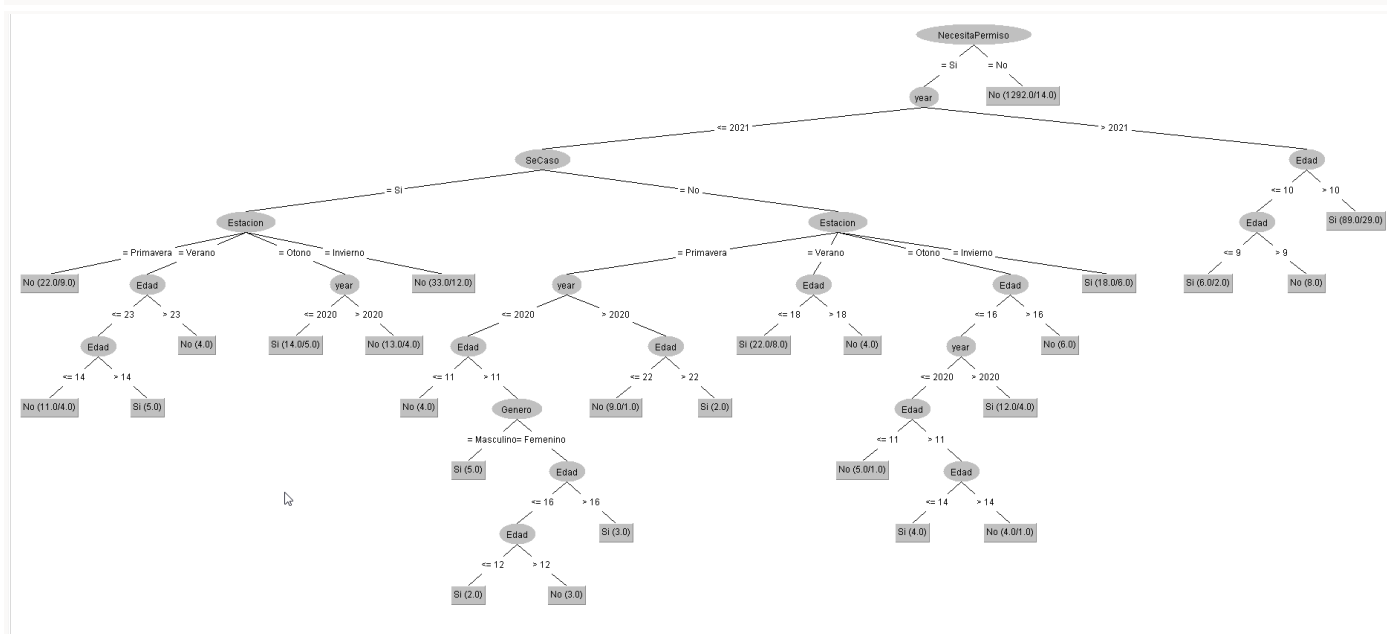 NecesitaPermiso
= Si = No
year No (1292.0/14.0)
<= 2021 > 2021
SeCaso Edad
= Si = No <= 10 > 10
Estacion Estacion Edad Si (89.0/29.0)
= Primavera = Verano = Otono = Invierno = Primavera = Verano = Otono = Invierno <= 9 > 9
No (22.0/9.0) Edad year No (33.0/12.0) year Edad Edad Si (18.0/6.0) Si (6.0/2.0) No (8.0)
<= 23 > 23 <= 2020 > 2020 <= 2020 > 2020 <= 18 > 18 <= 16 > 16
Edad No (4.0) Si (14.0/5.0) No (13.0/4.0) Edad Edad Si (22.0/8.0) No (4.0) year No (6.0)
<= 14 > 14 <= 11 > 11 <= 22 > 22 <= 2020 > 2020
No (11.0/4.0) Si (5.0) No (4.0) Genero No (9.0/1.0) Si (2.0) Edad Si (12.0/4.0)
= Masculino= Femenino <= 11 > 11
Si (5.0) Edad No (5.0/1.0) Edad
<= 16 > 16 <= 14 > 14
Edad Si (3.0) Si (4.0) No (4.0/1.0)
<= 12 > 12
Si (2.0) No (3.0)